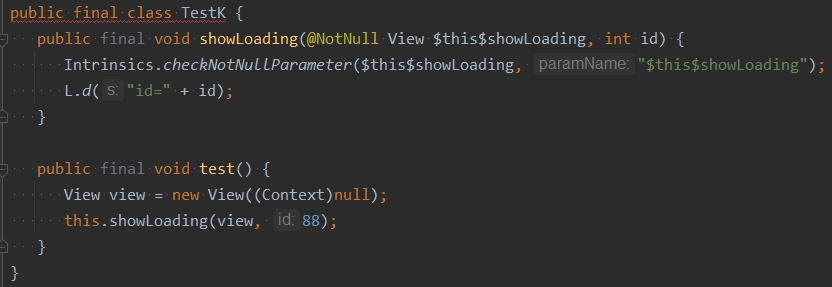 public final class TestK {
public final void showLoading(@NotNull View $this$showLoading, int id) {
Intrinsics.checkNotNullParameter($this$showLoading, paramName: "$this$showLoading");
L.d( s: "id=" + id);
}
public final void test() {
View view = new View((Context)null);
this.showLoading(view, id: 88);
}
}